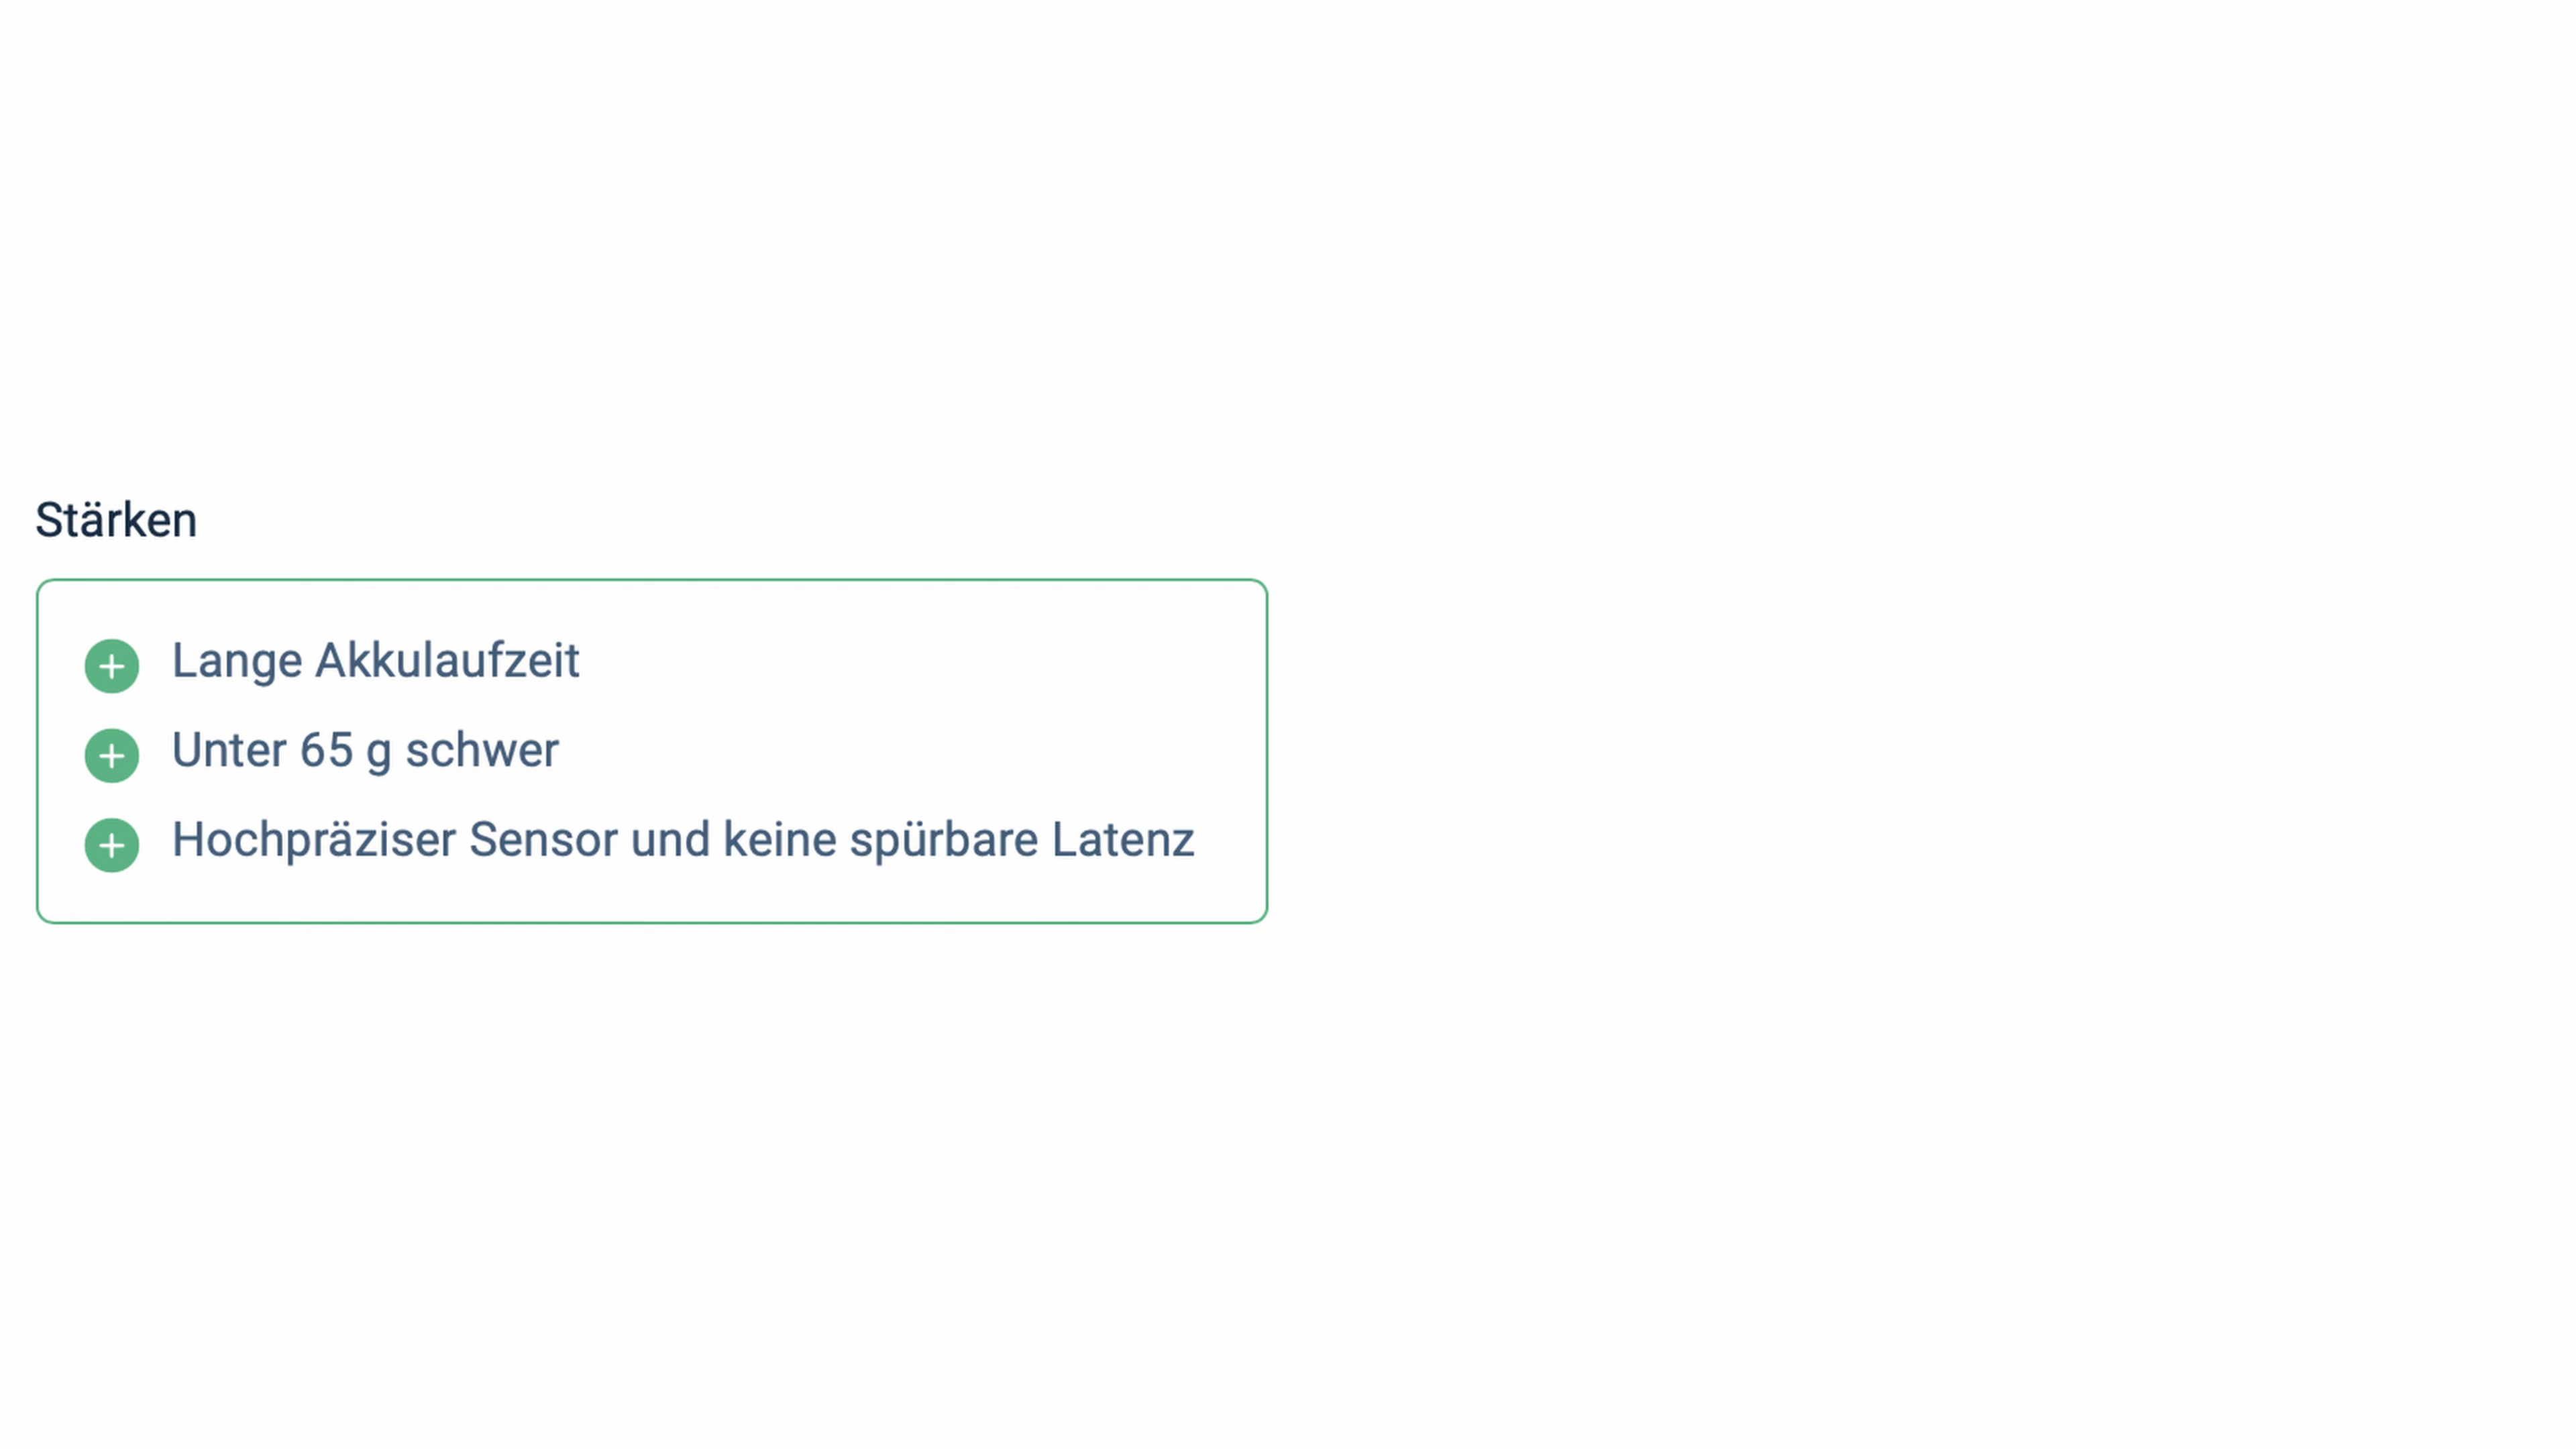 Stärken
Lange Akkulaufzeit
Unter 65 g schwer
Hochpräziser Sensor und keine spürbare Latenz